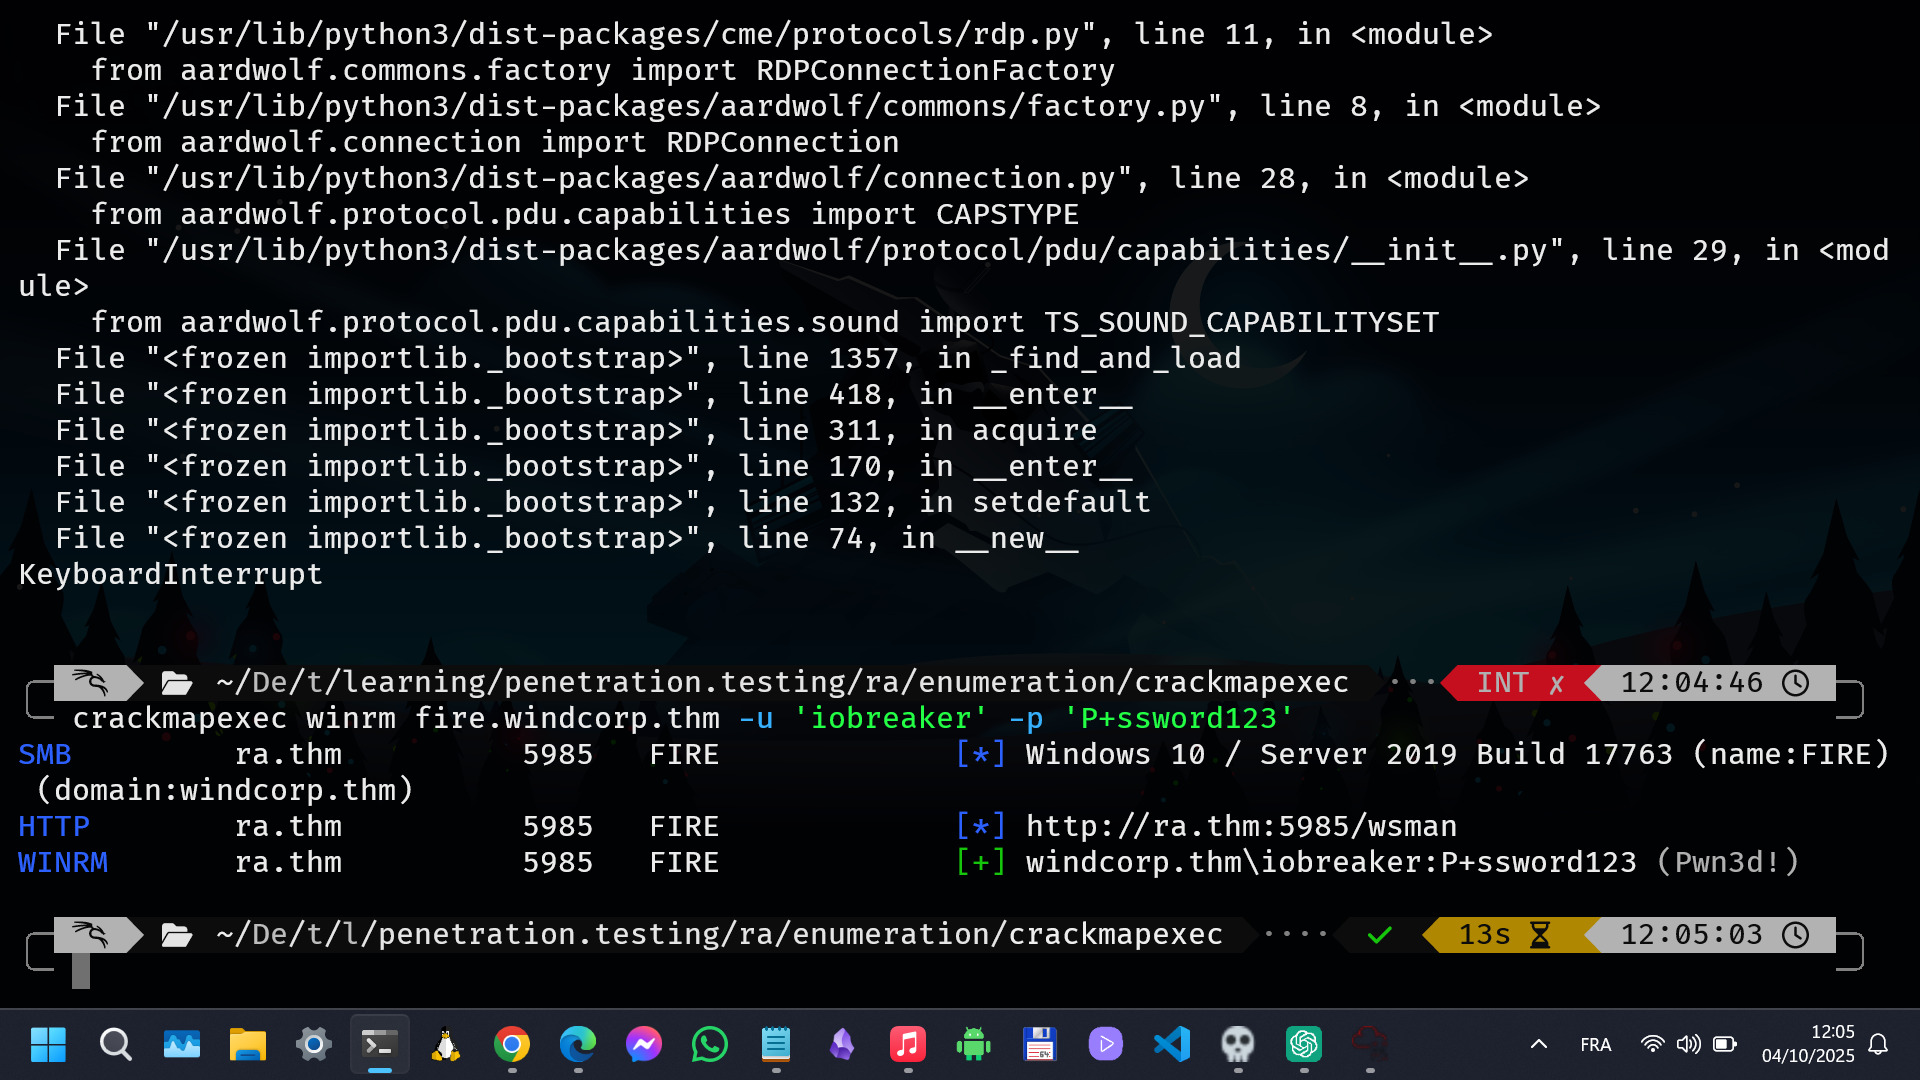 File "/usr/lib/python3/dist-packages/cme/protocols/rdp.py", line 11, in <module>
from aardwolf.commons.factory import RDPConnectionFactory
File "/usr/lib/python3/dist-packages/aardwolf/commons/factory.py", line 8, in <module>
from aardwolf.connection import RDPConnection
File "/usr/lib/python3/dist-packages/aardwolf/connection.py", line 28, in <module>
from aardwolf.protocol.pdu.capabilities import CAPSTYPE
File "/usr/lib/python3/dist-packages/aardwolf/protocol/pdu/capabilities/__init__.py", line 29, in <mod
ule>
from aardwolf.protocol.pdu.capabilities.sound import TS_SOUND_CAPABILITYSET
File "<frozen importlib._bootstrap>", line 1357, in _find_and_load
File "<frozen importlib._bootstrap>", line 418, in __enter__
File "<frozen importlib._bootstrap>", line 311, in acquire
File "<frozen importlib._bootstrap>", line 170, in __enter__
File "<frozen importlib._bootstrap>", line 132, in setdefault
File "<frozen importlib._bootstrap>", line 74, in __new__
KeyboardInterrupt
~/De/t/learning/penetration.testing/ra/enumeration/crackmapexec ··· INT ✗ 12:04:46
crackmapexec winrm fire.windcorp.thm -u 'iobreaker' -p 'P+ssword123'
SMB ra.thm 5985 FIRE [*] Windows 10 / Server 2019 Build 17763 (name:FIRE)
(domain:windcorp.thm)
HTTP ra.thm 5985 FIRE [*] http://ra.thm:5985/wsman
WINRM ra.thm 5985 FIRE [+] windcorp.thm\iobreaker:P+ssword123 (Pwn3d!)
~/De/t/l/penetration.testing/ra/enumeration/crackmapexec ···· ✓ 13s 12:05:03
64
FRA
12:05
04/10/2025